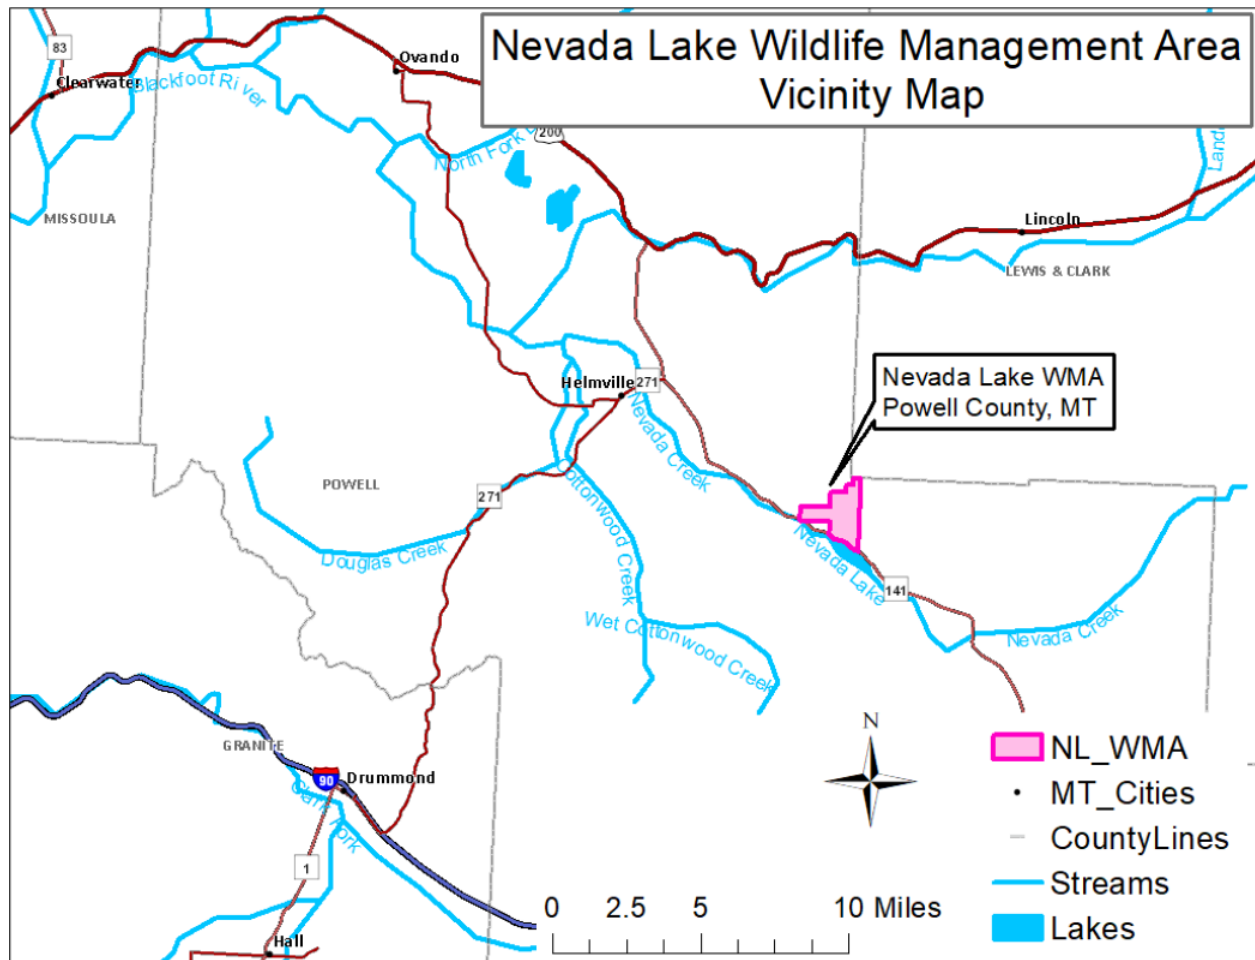 Nevada Lake Wildlife Management Area
Vicinity Map
83
Clearwater
Ovando
Blackfoot River
North Fork
200
Lincoln
MISSOULA
LEWIS & CLARK
Helmville
271
Nevada Lake WMA
Powell County, MT
Nevada Creek
POWELL
271
Cottonwood Creek
Douglas Creek
Nevada Lake
141
Wet Cottonwood Creek
Nevada Creek
GRANITE
90
Drummond
Clark Fork
1
Hall
N
NL_WMA
MT_Cities
CountyLines
Streams
Lakes
0 2.5 5 10 Miles